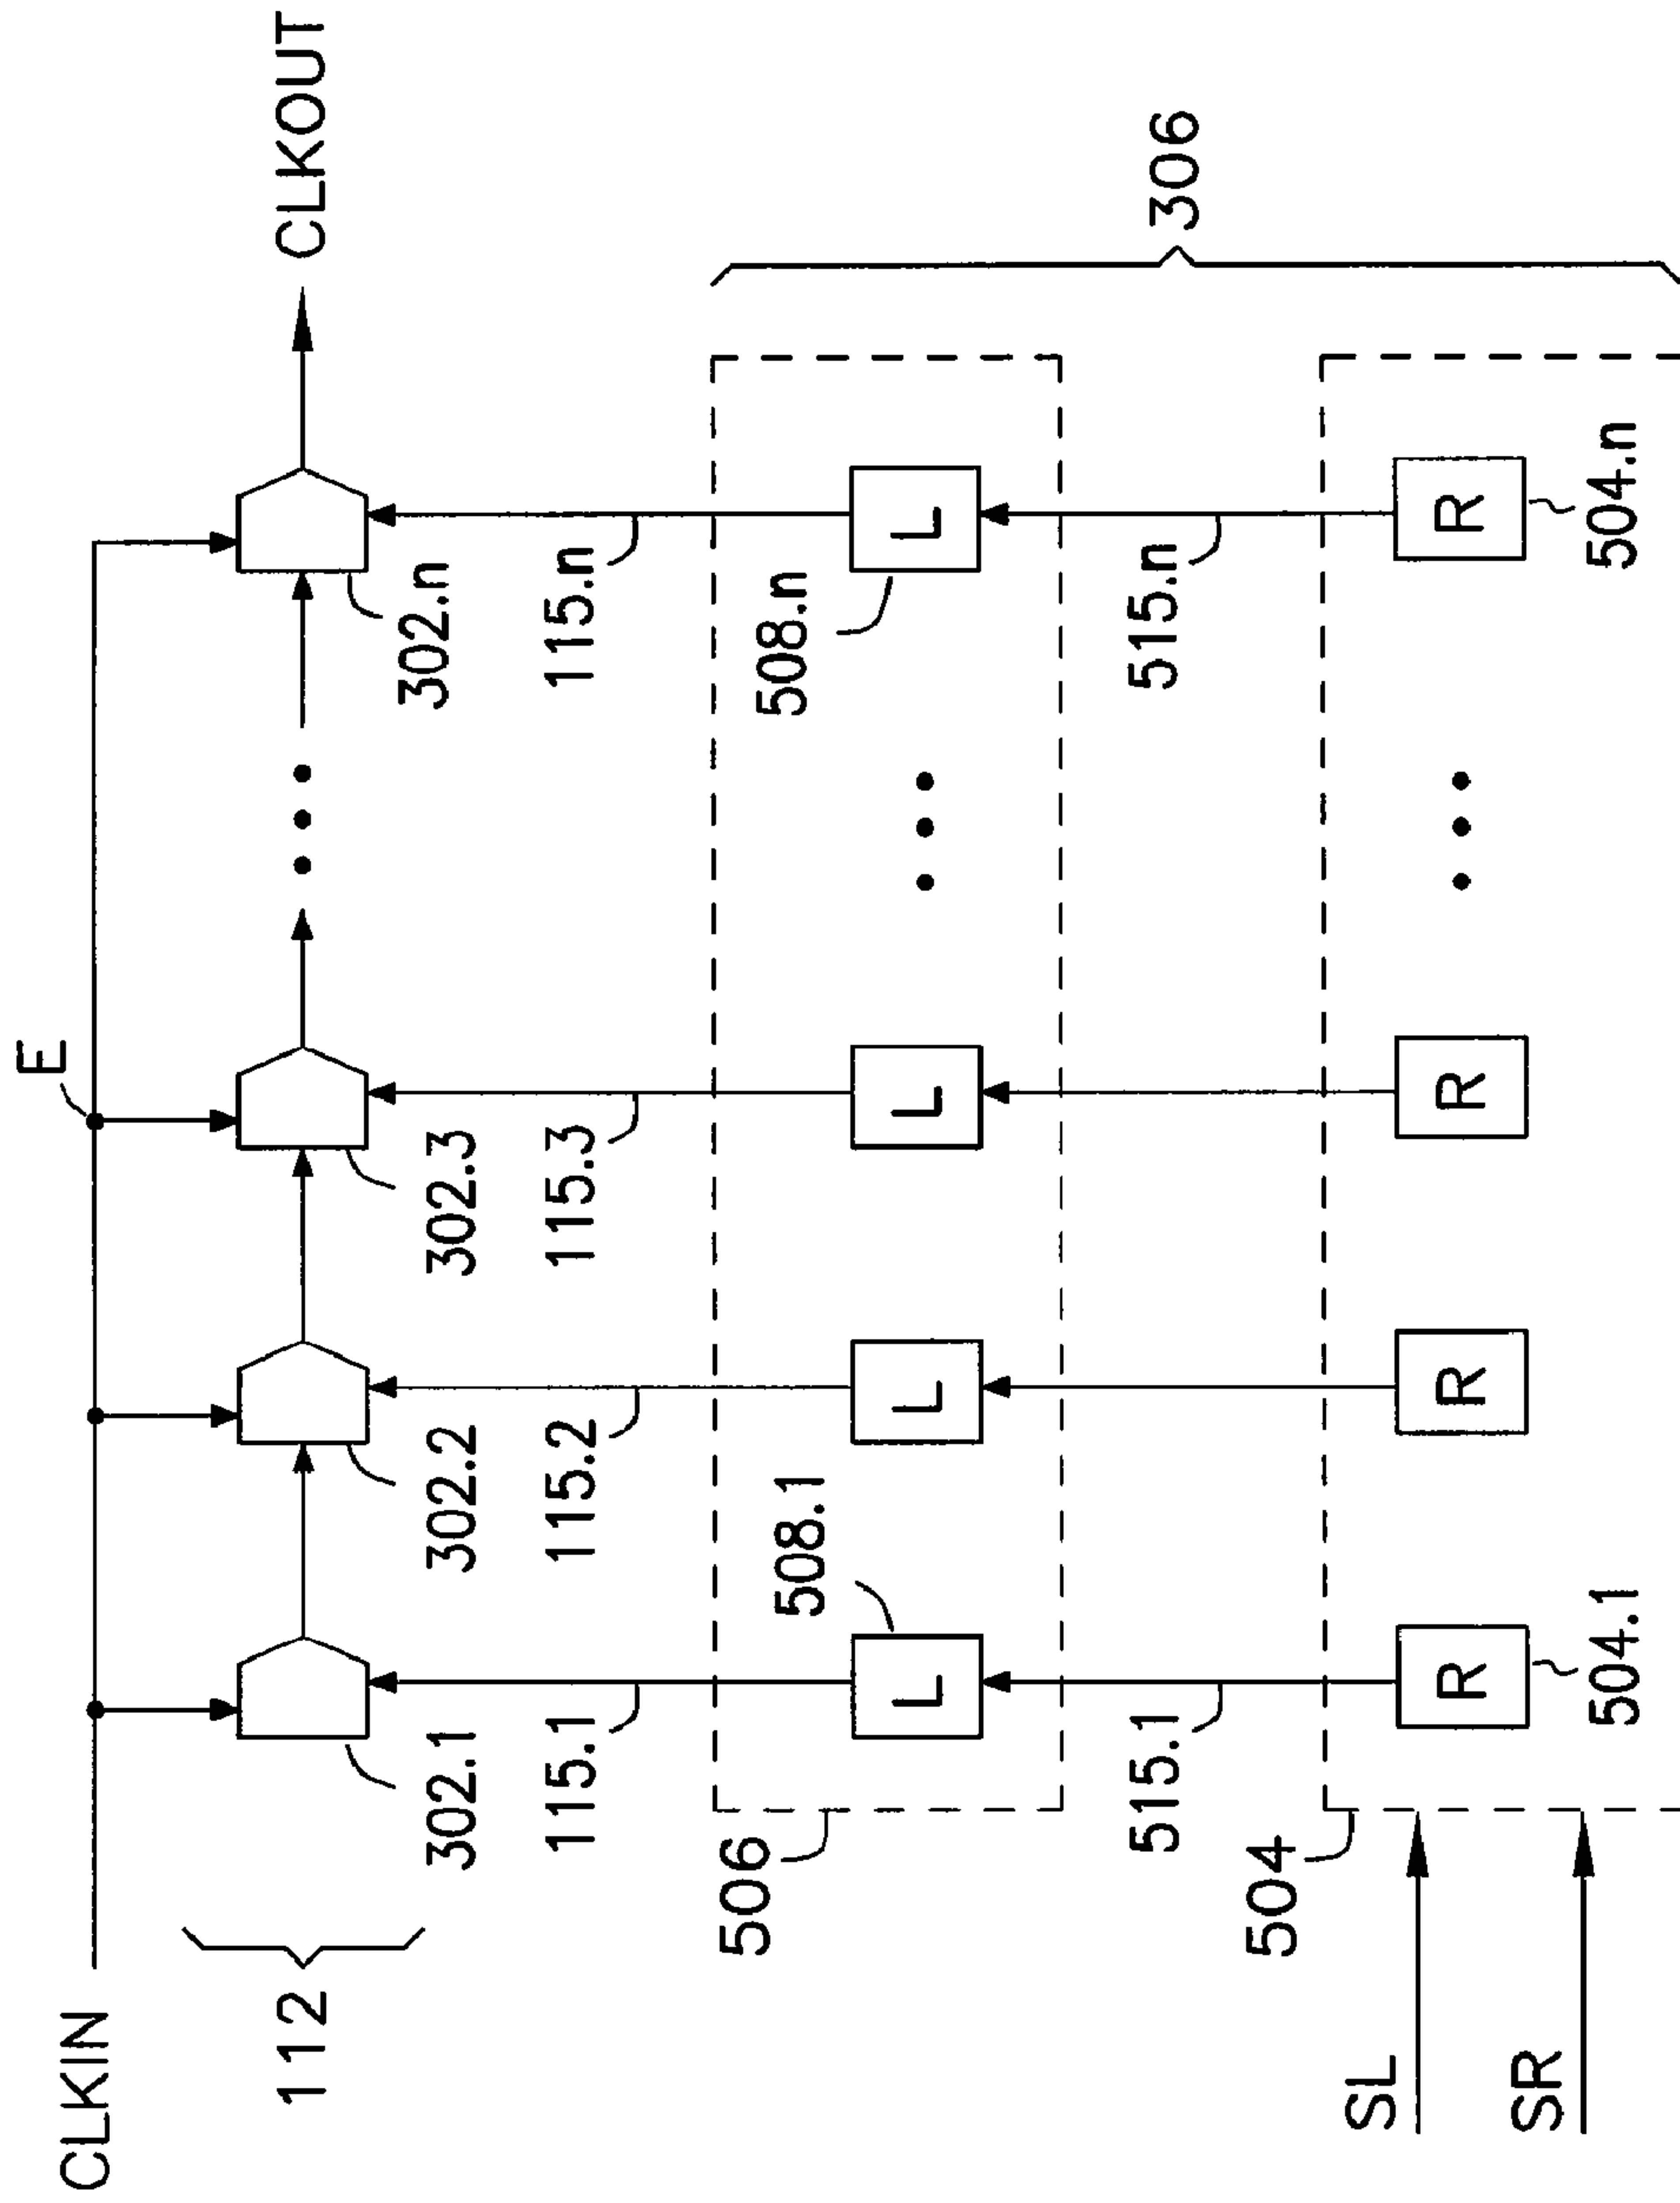 CLKIN
E
112
CLKOUT
302.1
302.2
302.3
302.n
115.1
115.2
115.3
115.n
506
508.1
508.n
306
L
L
L
L
515.1
515.n
504
SL
SR
R
R
R
R
504.1
504.n